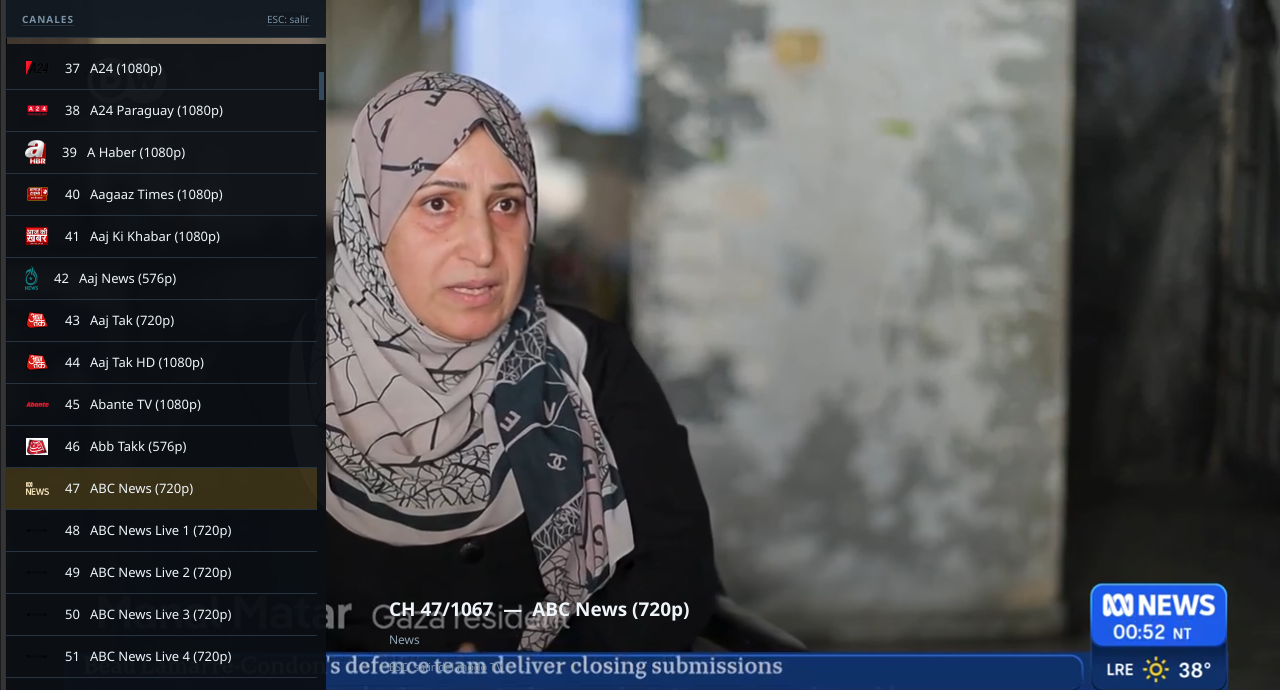 CANALES
ESC: salir
37 A24 (1080p)
38 A24 Paraguay (1080p)
39 A Haber (1080p)
40 Aagaaz Times (1080p)
41 Aaj Ki Khabar (1080p)
42 Aaj News (576p)
43 Aaj Tak (720p)
44 Aaj Tak HD (1080p)
45 Abante TV (1080p)
46 Abb Takk (576p)
47 ABC News (720p)
48 ABC News Live 1 (720p)
49 ABC News Live 2 (720p)
50 ABC News Live 3 (720p)
51 ABC News Live 4 (720p)
Matar Gaza resident
CH 47/1067 — ABC News (720p)
News
's defence team deliver closing submissions
NEWS
00:52 NT
LRE 38°